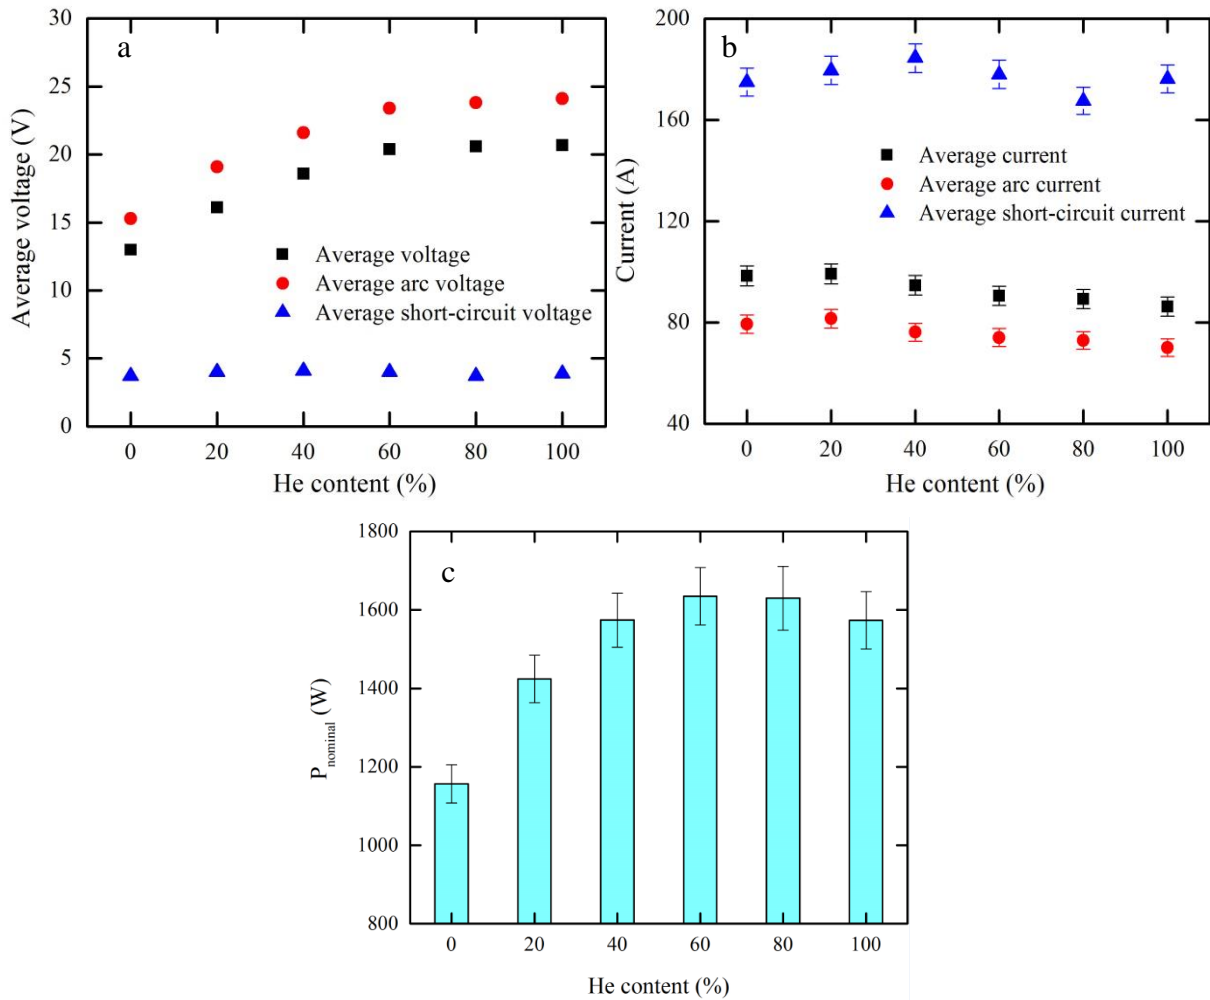 a
30
25
20
15
10
5
0
Average voltage (V)
Average voltage
Average arc voltage
Average short-circuit voltage
0 20 40 60 80 100
He content (%)
b
200
160
120
80
40
Current (A)
Average current
Average arc current
Average short-circuit current
0 20 40 60 80 100
He content (%)
c
1800
1600
1400
1200
1000
800
P nominal (W)
0 20 40 60 80 100
He content (%)